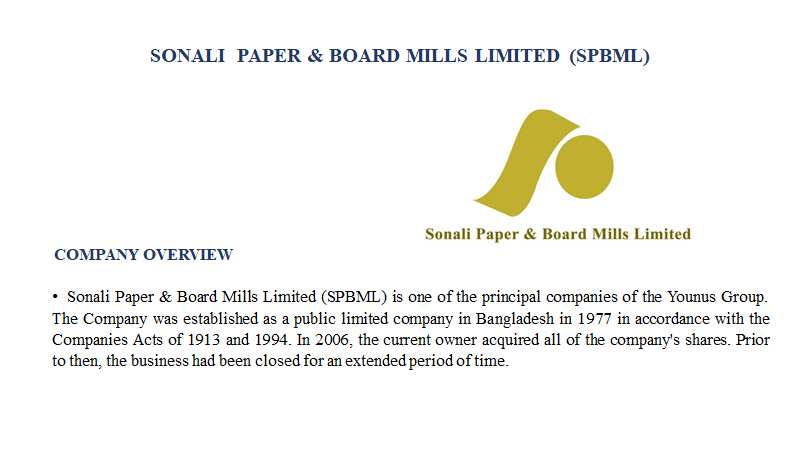 SONALI PAPER & BOARD MILLS LIMITED (SPBML)
Sonali Paper & Board Mills Limited
COMPANY OVERVIEW
• Sonali Paper & Board Mills Limited (SPBML) is one of the principal companies of the Younus Group.
The Company was established as a public limited company in Bangladesh in 1977 in accordance with the
Companies Acts of 1913 and 1994. In 2006, the current owner acquired all of the company's shares. Prior
to then, the business had been closed for an extended period of time.